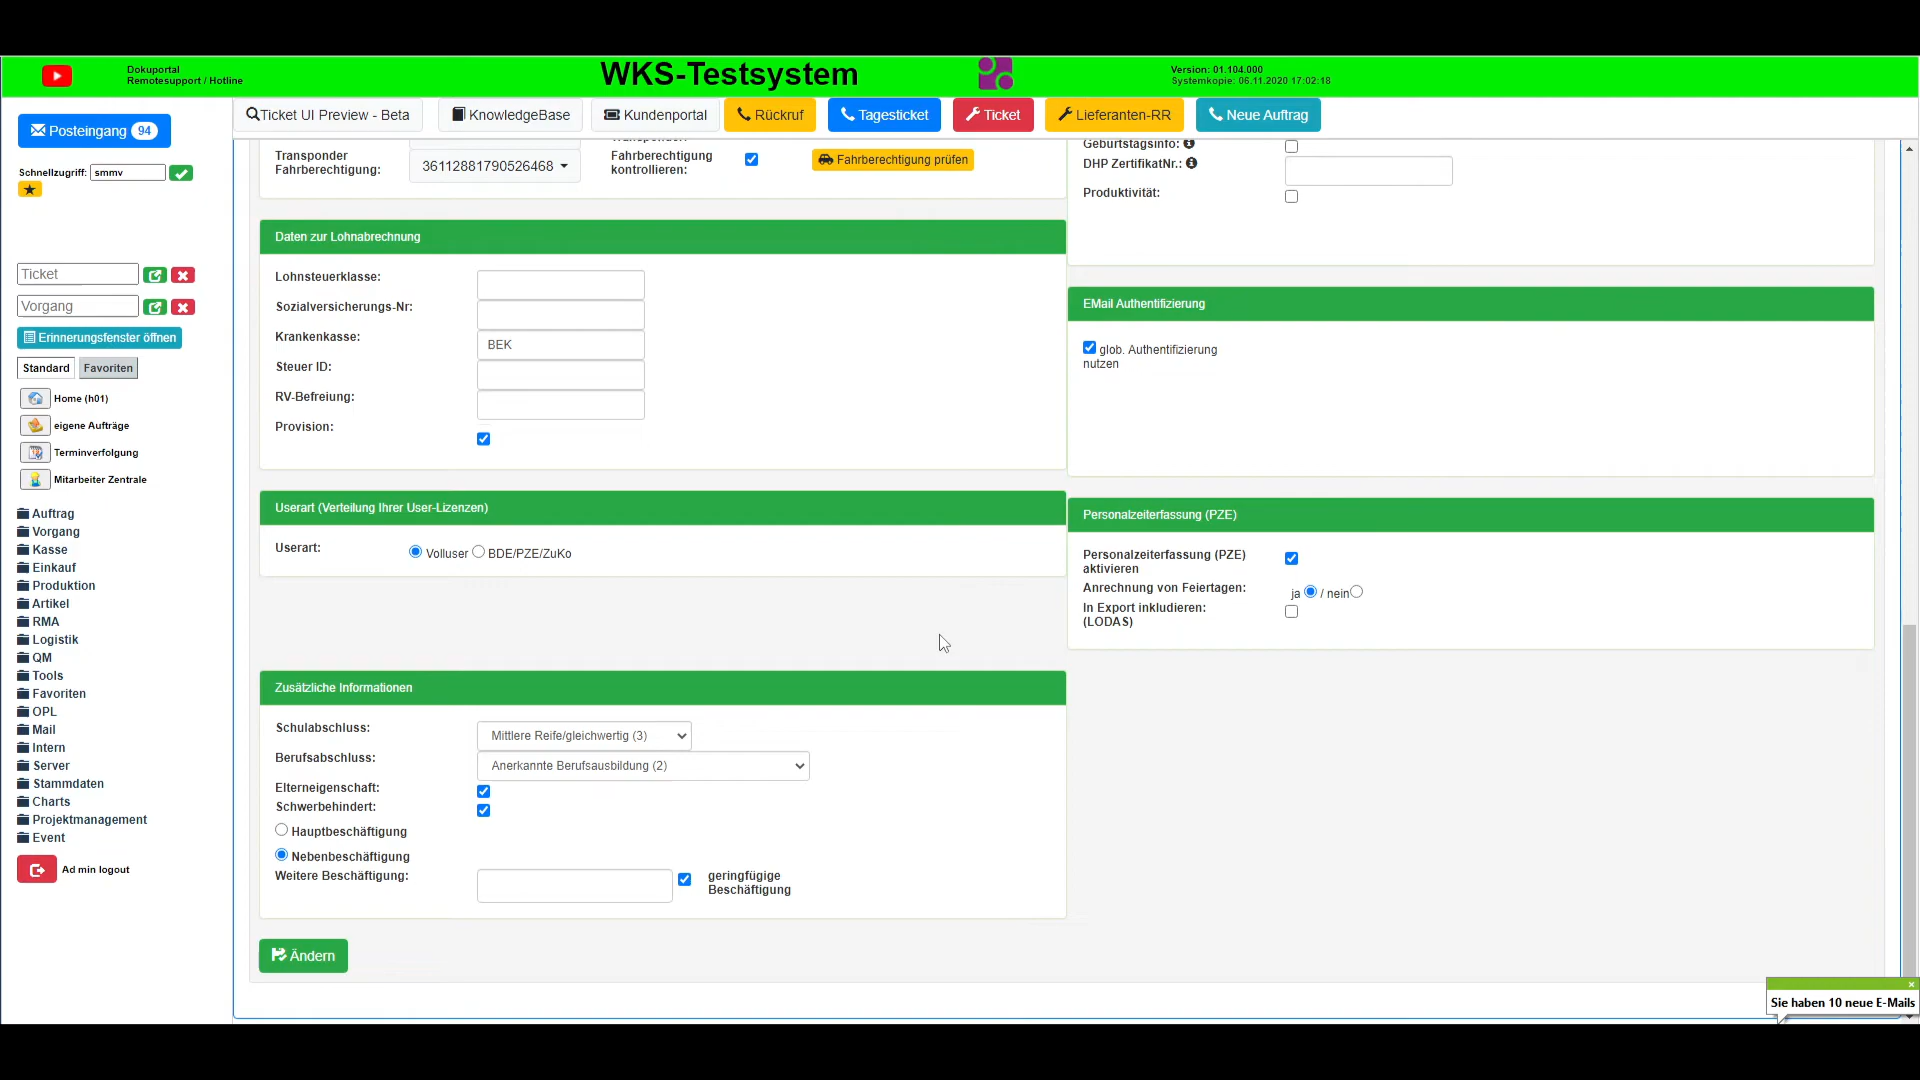 Dokuportal
Remotesupport / Hotline
WKS-Testsystem
Version: 01.104.000
Systemkopie: 06.11.2020 17:02:18
Ticket UI Preview - Beta
KnowledgeBase
Kundenportal
Rückruf
Tagesticket
Ticket
Lieferanten-RR
Neue Auftrag
Posteingang 94
Schnellzugriff: smmv
Ticket
Vorgang
Erinnerungsfenster öffnen
Standard
Favoriten
Home (h01)
eigene Aufträge
Terminverfolgung
Mitarbeiter Zentrale
Auftrag
Vorgang
Kasse
Einkauf
Produktion
Artikel
RMA
Logistik
QM
Tools
Favoriten
OPL
Mail
Intern
Server
Stammdaten
Charts
Projektmanagement
Event
Ad min logout
Transponder
Fahrberechtigung:
36112881790526468
Fahrberechtigung
kontrollieren:
Fahrberechtigung prüfen
Geburtstagsinfo:
DHP ZertifikatNr.:
Produktivität:
Daten zur Lohnabrechnung
Lohnsteuerklasse:
Sozialversicherungs-Nr:
Krankenkasse:
BEK
Steuer ID:
RV-Befreiung:
Provision:
EMail Authentifizierung
glob. Authentifizierung
nutzen
Userart (Verteilung Ihrer User-Lizenzen)
Userart:
Volluser
BDE/PZE/ZuKo
Personalzeiterfassung (PZE)
Personalzeiterfassung (PZE)
aktivieren
Anrechnung von Feiertagen:
ja / nein
In Export inkludieren:
(LODAS)
Zusätzliche Informationen
Schulabschluss:
Mittlere Reife/gleichwertig (3)
Berufsabschluss:
Anerkannte Berufsausbildung (2)
Elterneigenschaft:
Schwerbehindert:
Hauptbeschäftigung
Nebenbeschäftigung
Weitere Beschäftigung:
geringfügige
Beschäftigung
Ändern
Sie haben 10 neue E-Mails